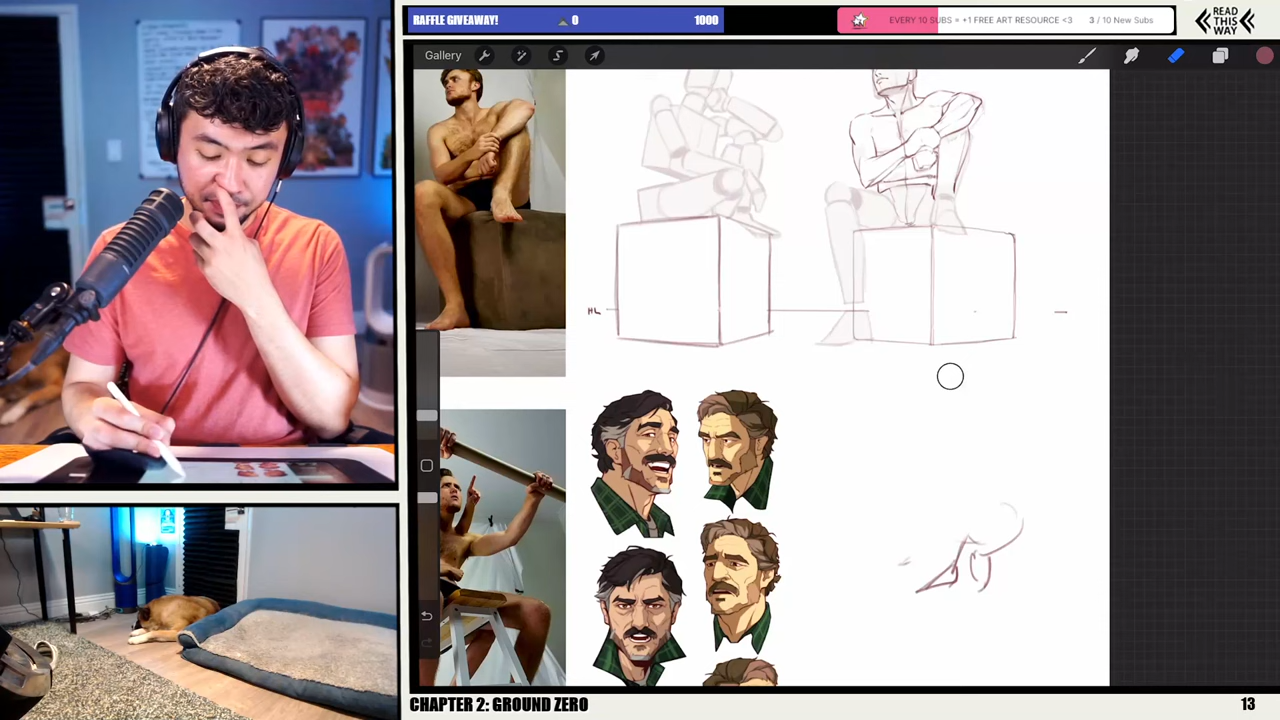 RAFFLE GIVEAWAY! 0 1000
EVERY 10 SUBS = +1 FREE ART RESOURCE <3 3 / 10 New Subs
READ
THIS
WAY
Gallery
HL
CHAPTER 2: GROUND ZERO
13